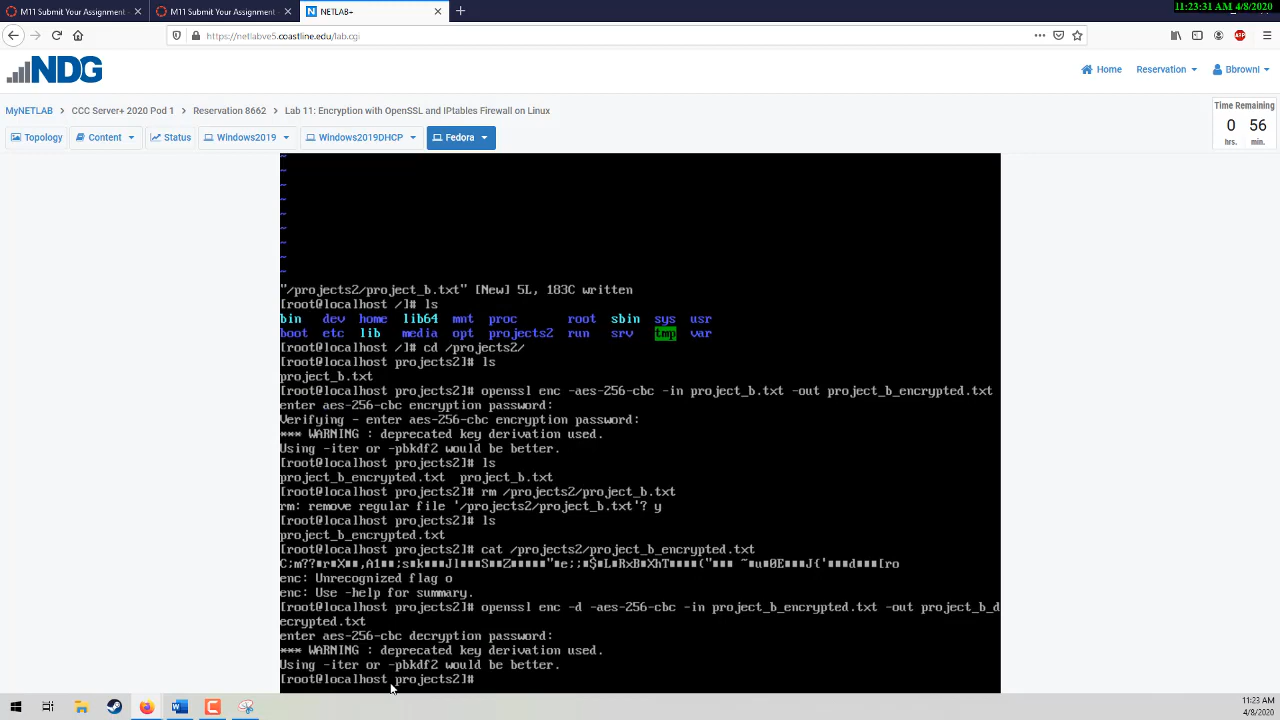 M11 Submit Your Assignment -
M11 Submit Your Assignment -
NETLAB+
11:23:31 AM 4/8/2020
https://netlabve5.coastline.edu/lab.cgi
NDG
Home
Reservation
Bbrownl
MyNETLAB
CCC Server+ 2020 Pod 1
Reservation 8662
Lab 11: Encryption with OpenSSL and IPtables Firewall on Linux
Time Remaining
0 56
hrs. min.
Topology
Content
Status
Windows2019
Windows2019DHCP
Fedora
~
~
~
~
~
~
~
~
~
"/projects2/project_b.txt" [New] 5L, 183C written
[root@localhost /]# ls
bin dev home lib64 mnt proc root sbin sys usr
boot etc lib media opt projects2 run srv tmp var
[root@localhost /]# cd /projects2/
[root@localhost projects2]# ls
project_b.txt
[root@localhost projects2]# openssl enc -aes-256-cbc -in project_b.txt -out project_b_encrypted.txt
enter aes-256-cbc encryption password:
Verifying - enter aes-256-cbc encryption password:
*** WARNING : deprecated key derivation used.
Using -iter or -pbkdf2 would be better.
[root@localhost projects2]# ls
project_b_encrypted.txt project_b.txt
[root@localhost projects2]# rm /projects2/project_b.txt
rm: remove regular file '/projects2/project_b.txt'? y
[root@localhost projects2]# ls
project_b_encrypted.txt
[root@localhost projects2]# cat /projects2/project_b_encrypted.txt
enc: Unrecognized flag o
enc: Use -help for summary.
[root@localhost projects2]# openssl enc -d -aes-256-cbc -in project_b_encrypted.txt -out project_b_d
ecrypted.txt
enter aes-256-cbc decryption password:
*** WARNING : deprecated key derivation used.
Using -iter or -pbkdf2 would be better.
[root@localhost projects2]#
11:23 AM
4/8/2020